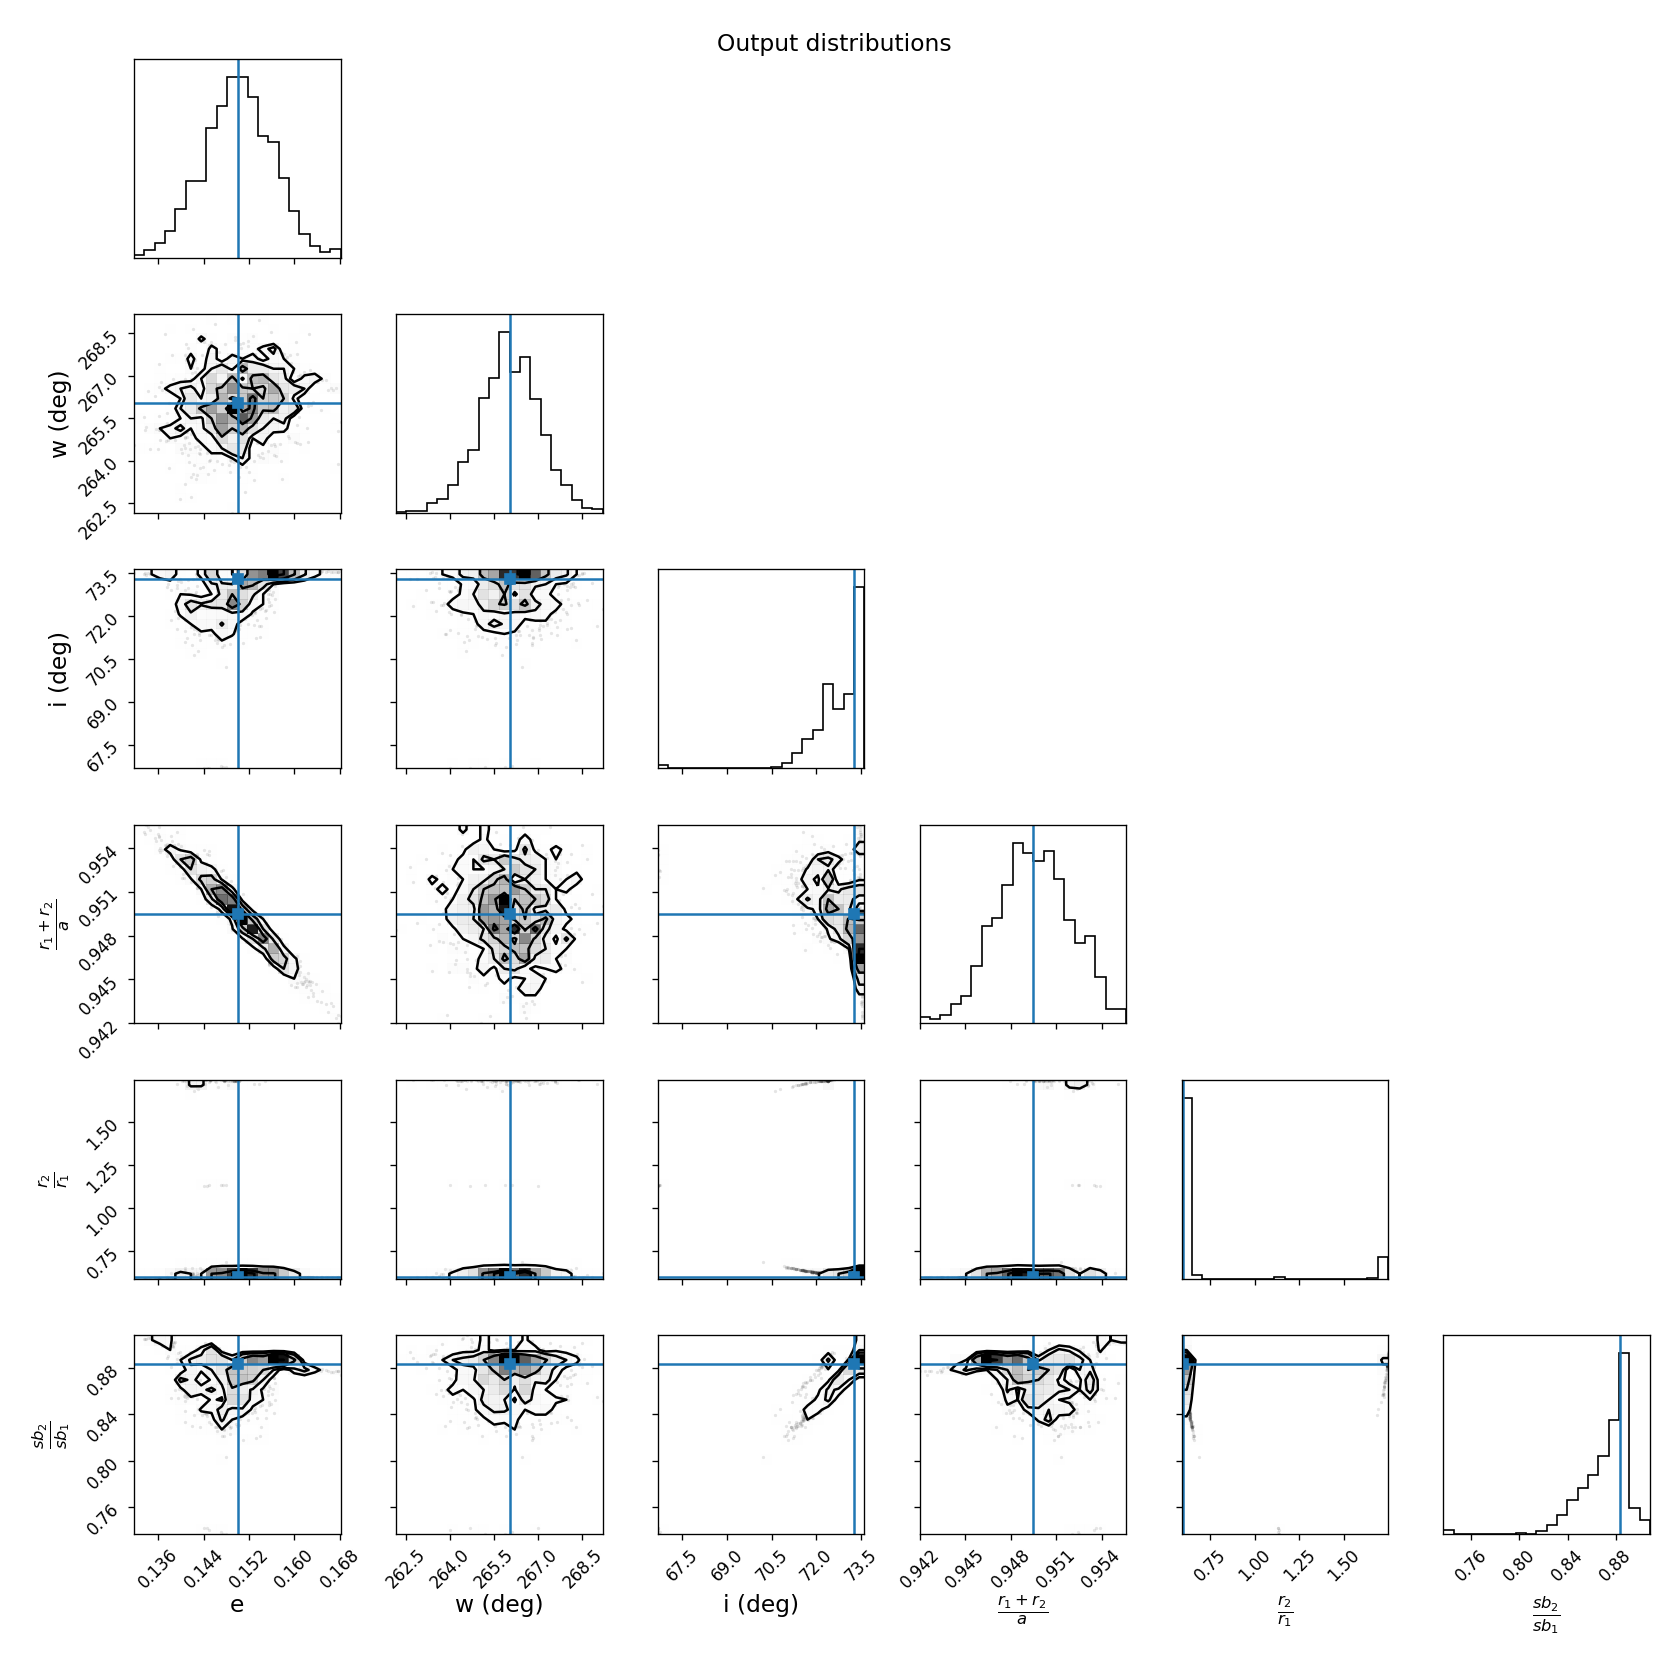 Output distributions
w (deg)
268.5
267.0
265.5
264.0
262.5
i (deg)
73.5
72.0
70.5
69.0
67.5
r₁ + r₂
a
0.954
0.951
0.948
0.945
0.942
r₂
r₁
1.50
1.25
1.00
0.75
sb₂
sb₁
0.88
0.84
0.80
0.76
0.136 0.144 0.152 0.160 0.168 262.5 264.0 265.5 267.0 268.5 67.5 69.0 70.5 72.0 73.5 0.942 0.945 0.948 0.951 0.954 0.75 1.00 1.25 1.50 0.76 0.80 0.84 0.88
e w (deg) i (deg) r₁ + r₂ r₂ sb₂
a r₁ sb₁